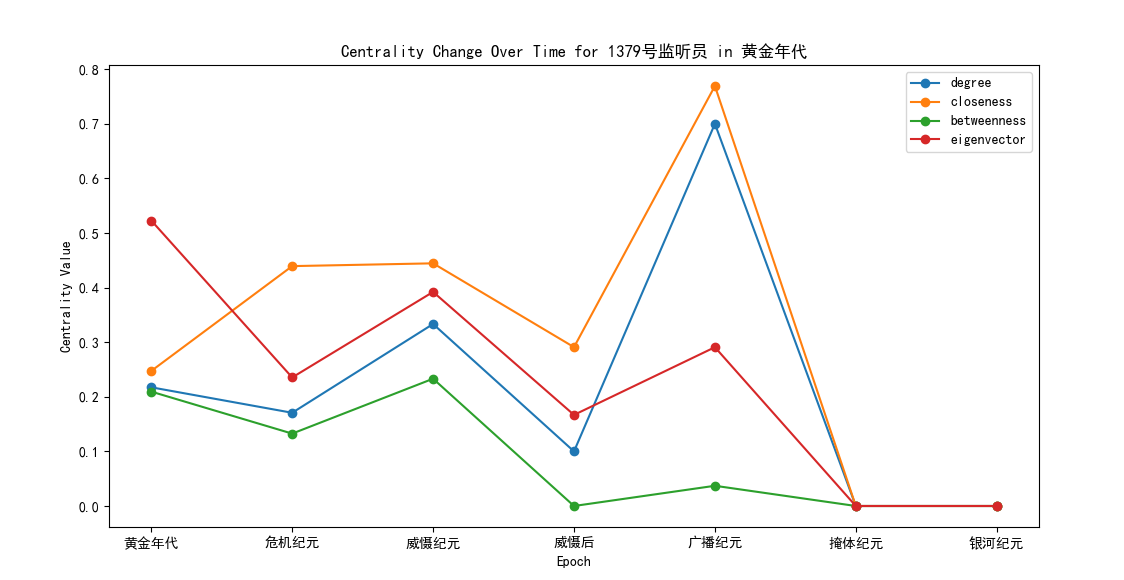 Centrality Change Over Time for 1379号监听员 in 黄金年代
degree
closeness
betweenness
eigenvector
Centrality Value
0.8
0.7
0.6
0.5
0.4
0.3
0.2
0.1
0.0
黄金年代 危机纪元 威慑纪元 威慑后 广播纪元 掩体纪元 银河纪元
Epoch